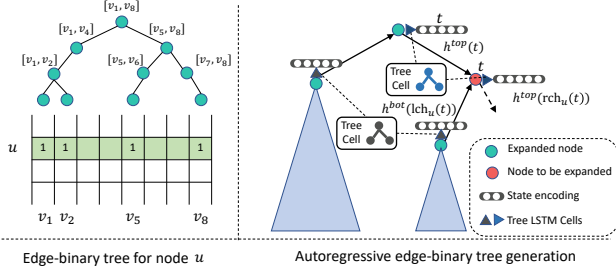 [v₁, v₈]
[v₁, v₄]
[v₅, v₈]
[v₁, v₂]
[v₅, v₆]
[v₇, v₈]
u
1 1 1 1
v₁ v₂ v₅ v₈
Edge-binary tree for node u
t
h^{top}(t)
Tree
Cell
t
h^{top}(rch_u(t))
h^{bot}(lch_u(t))
Tree
Cell
Expanded node
Node to be expanded
State encoding
Tree LSTM Cells
Autoregressive edge-binary tree generation